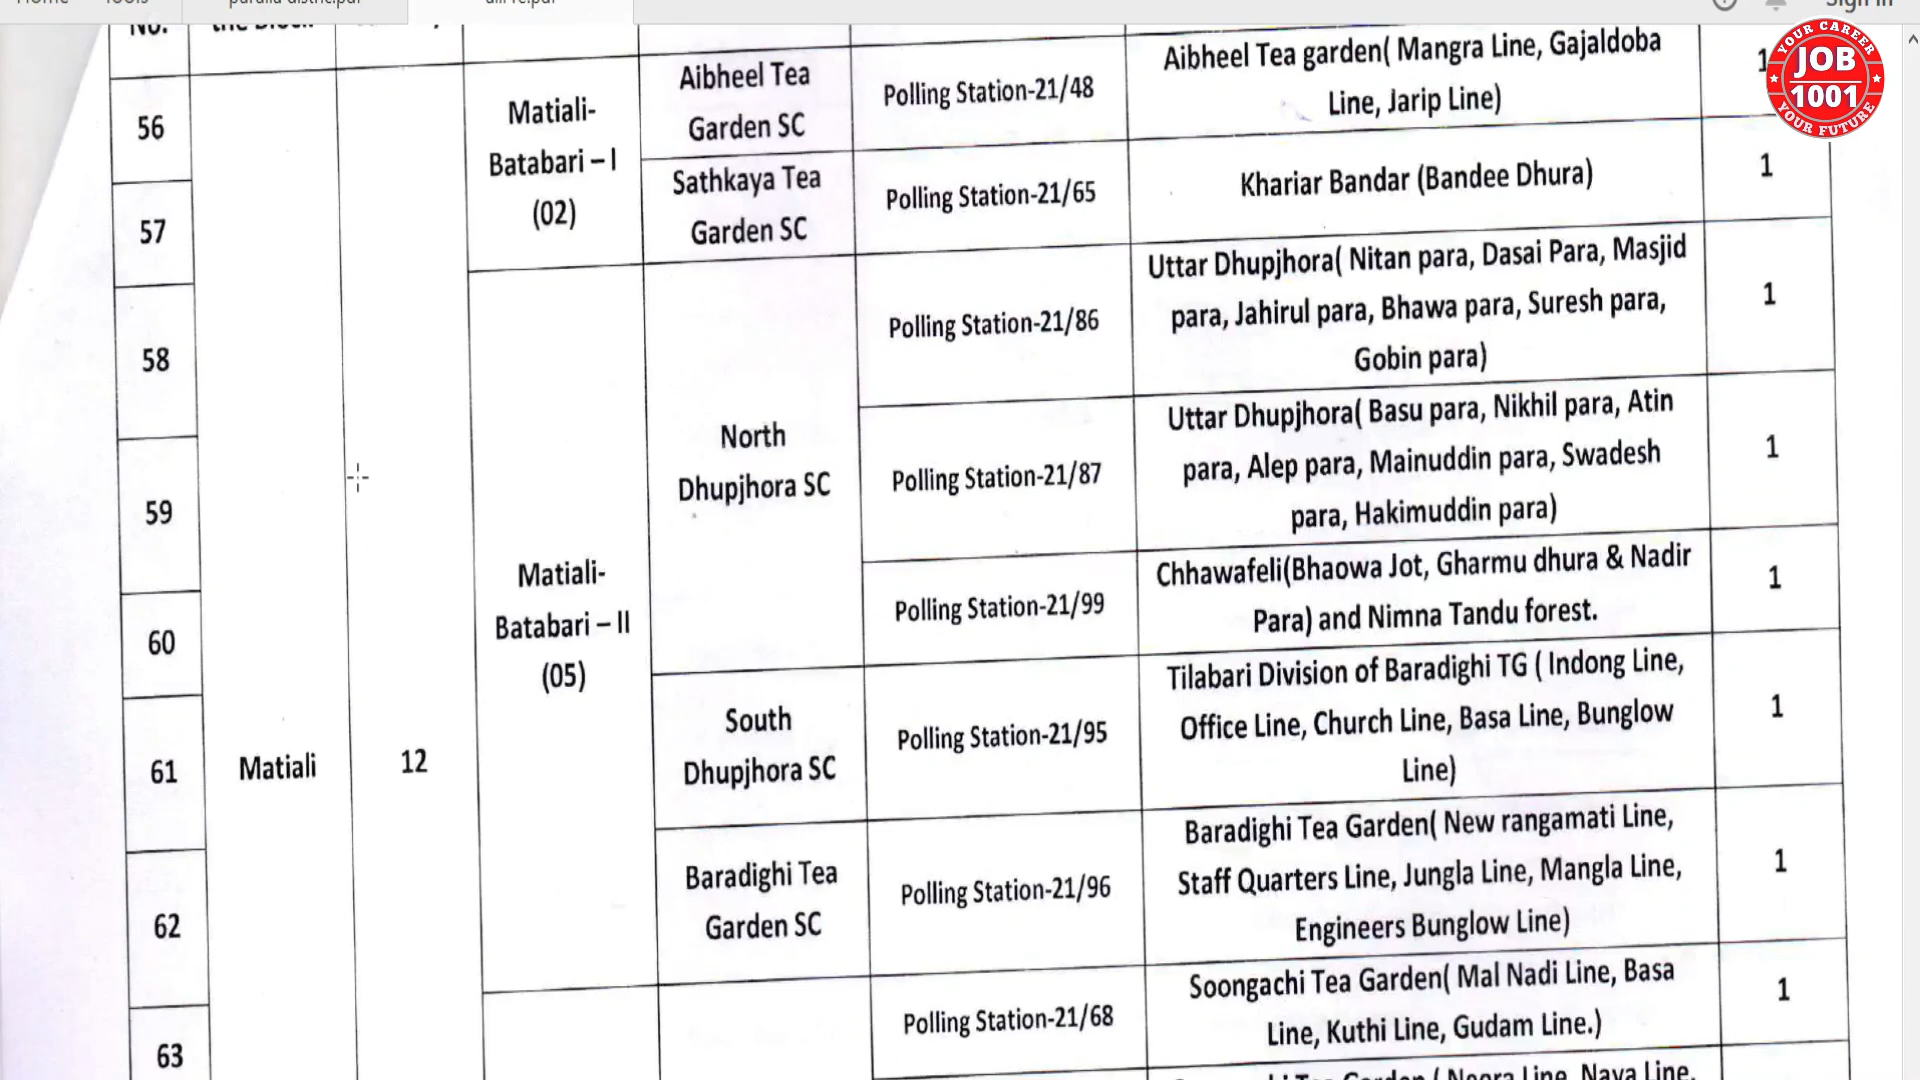 56
Matiali-
Batabari – I
(02)
Aibheel Tea
Garden SC
Polling Station-21/48
Aibheel Tea garden( Mangra Line, Gajaldoba
Line, Jarip Line)
1
57
Sathkaya Tea
Garden SC
Polling Station-21/65
Khariar Bandar (Bandee Dhura)
1
58
Matiali-
Batabari – II
(05)
North
Dhupjhora SC
Polling Station-21/86
Uttar Dhupjhora( Nitan para, Dasai Para, Masjid
para, Jahirul para, Bhawa para, Suresh para,
Gobin para)
1
59
Polling Station-21/87
Uttar Dhupjhora( Basu para, Nikhil para, Atin
para, Alep para, Mainuddin para, Swadesh
para, Hakimuddin para)
1
60
Polling Station-21/99
Chhawafeli(Bhaowa Jot, Gharmu dhura & Nadir
Para) and Nimna Tandu forest.
1
61
Matiali
12
South
Dhupjhora SC
Polling Station-21/95
Tilabari Division of Baradighi TG ( Indong Line,
Office Line, Church Line, Basa Line, Bunglow
Line)
1
62
Baradighi Tea
Garden SC
Polling Station-21/96
Baradighi Tea Garden( New rangamati Line,
Staff Quarters Line, Jungla Line, Mangla Line,
Engineers Bunglow Line)
1
63
Polling Station-21/68
Soongachi Tea Garden( Mal Nadi Line, Basa
Line, Kuthi Line, Gudam Line.)
1
YOUR CAREER
JOB
1001
YOUR FUTURE